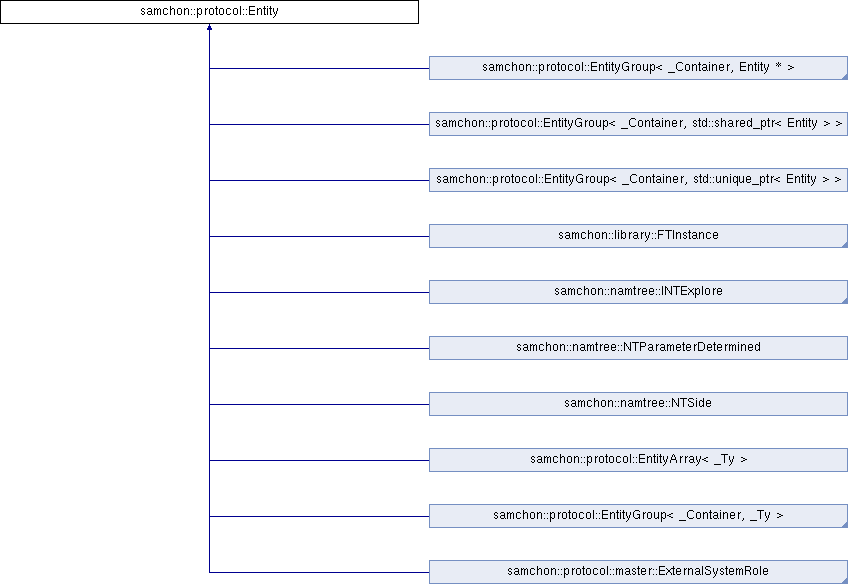 samchon::protocol::Entity
samchon::protocol::EntityGroup< _Container, Entity * >
samchon::protocol::EntityGroup< _Container, std::shared_ptr< Entity > >
samchon::protocol::EntityGroup< _Container, std::unique_ptr< Entity > >
samchon::library::FTInstance
samchon::namtree::INTExplore
samchon::namtree::NTParameterDetermined
samchon::namtree::NTSide
samchon::protocol::EntityArray< _Ty >
samchon::protocol::EntityGroup< _Container, _Ty >
samchon::protocol::master::ExternalSystemRole